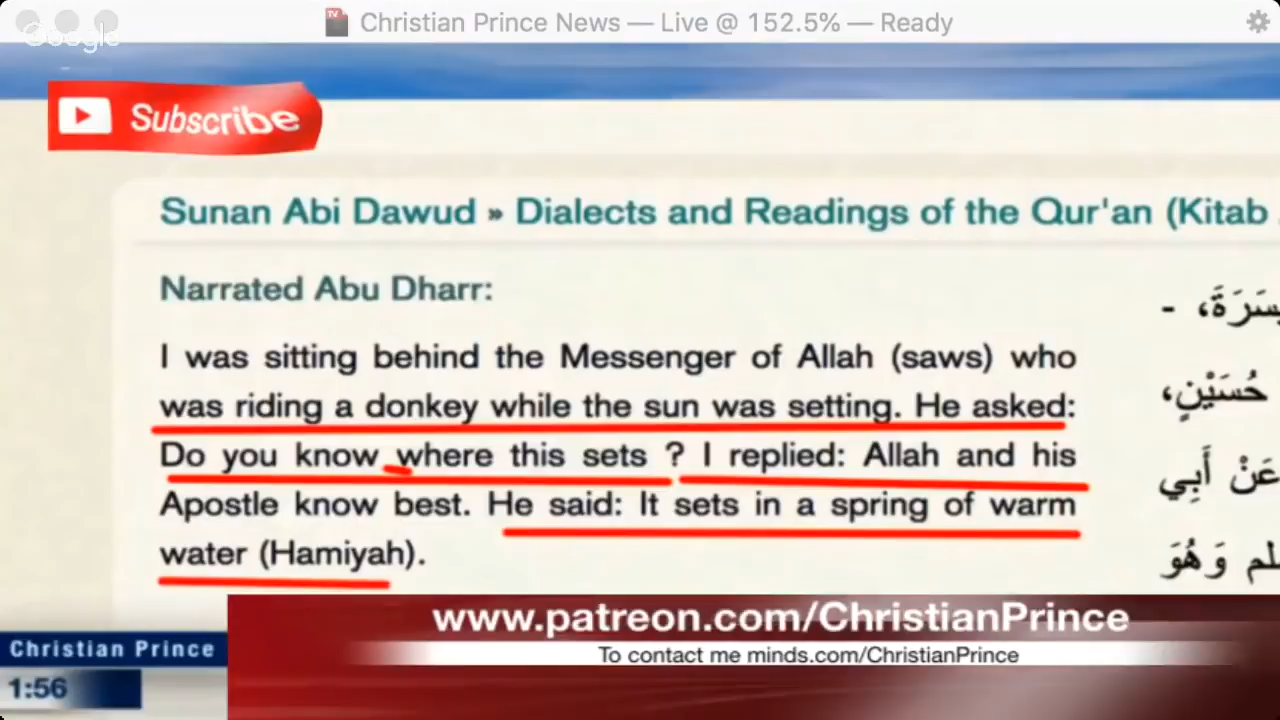 Christian Prince News — Live @ 152.5% — Ready
Google
Subscribe
Sunan Abi Dawud » Dialects and Readings of the Qur'an (Kitab
Narrated Abu Dharr:
I was sitting behind the Messenger of Allah (saws) who
was riding a donkey while the sun was setting. He asked:
Do you know where this sets ? I replied: Allah and his
Apostle know best. He said: It sets in a spring of warm
water (Hamiyah).
حُسَيْنٍ،
عَنْ أَبِي
وَهُوَ
www.patreon.com/ChristianPrince
To contact me minds.com/ChristianPrince
Christian Prince
1:56